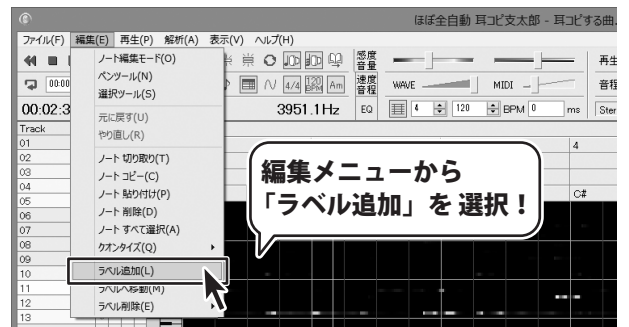 ほぼ全自動 耳コピ支太郎 - 耳コピする曲.
ファイル(F) 編集(E) 再生(P) 解析(A) 表示(V) ヘルプ(H)
ノート編集モード(O)
ペンツール(N)
選択ツール(S)
元に戻す(U)
やり直し(R)
ノート 切り取り(T)
ノート コピー(C)
ノート 貼り付け(P)
ノート 削除(D)
ノート すべて選択(A)
クオンタイズ(Q)
ラベル追加(L)
ラベルへ移動(M)
ラベル削除(E)
感度
音量
再生
00:00
4/4 120 BPM Am
速度
音程
WAVE MIDI
音程
00:02:3
3951.1Hz EQ 4 120 BPM 0 ms Ster
Track
01 4
02
03
04 C#
05
06
07
08
09
10
11
12
13
編集メニューから
「ラベル追加」を選択！